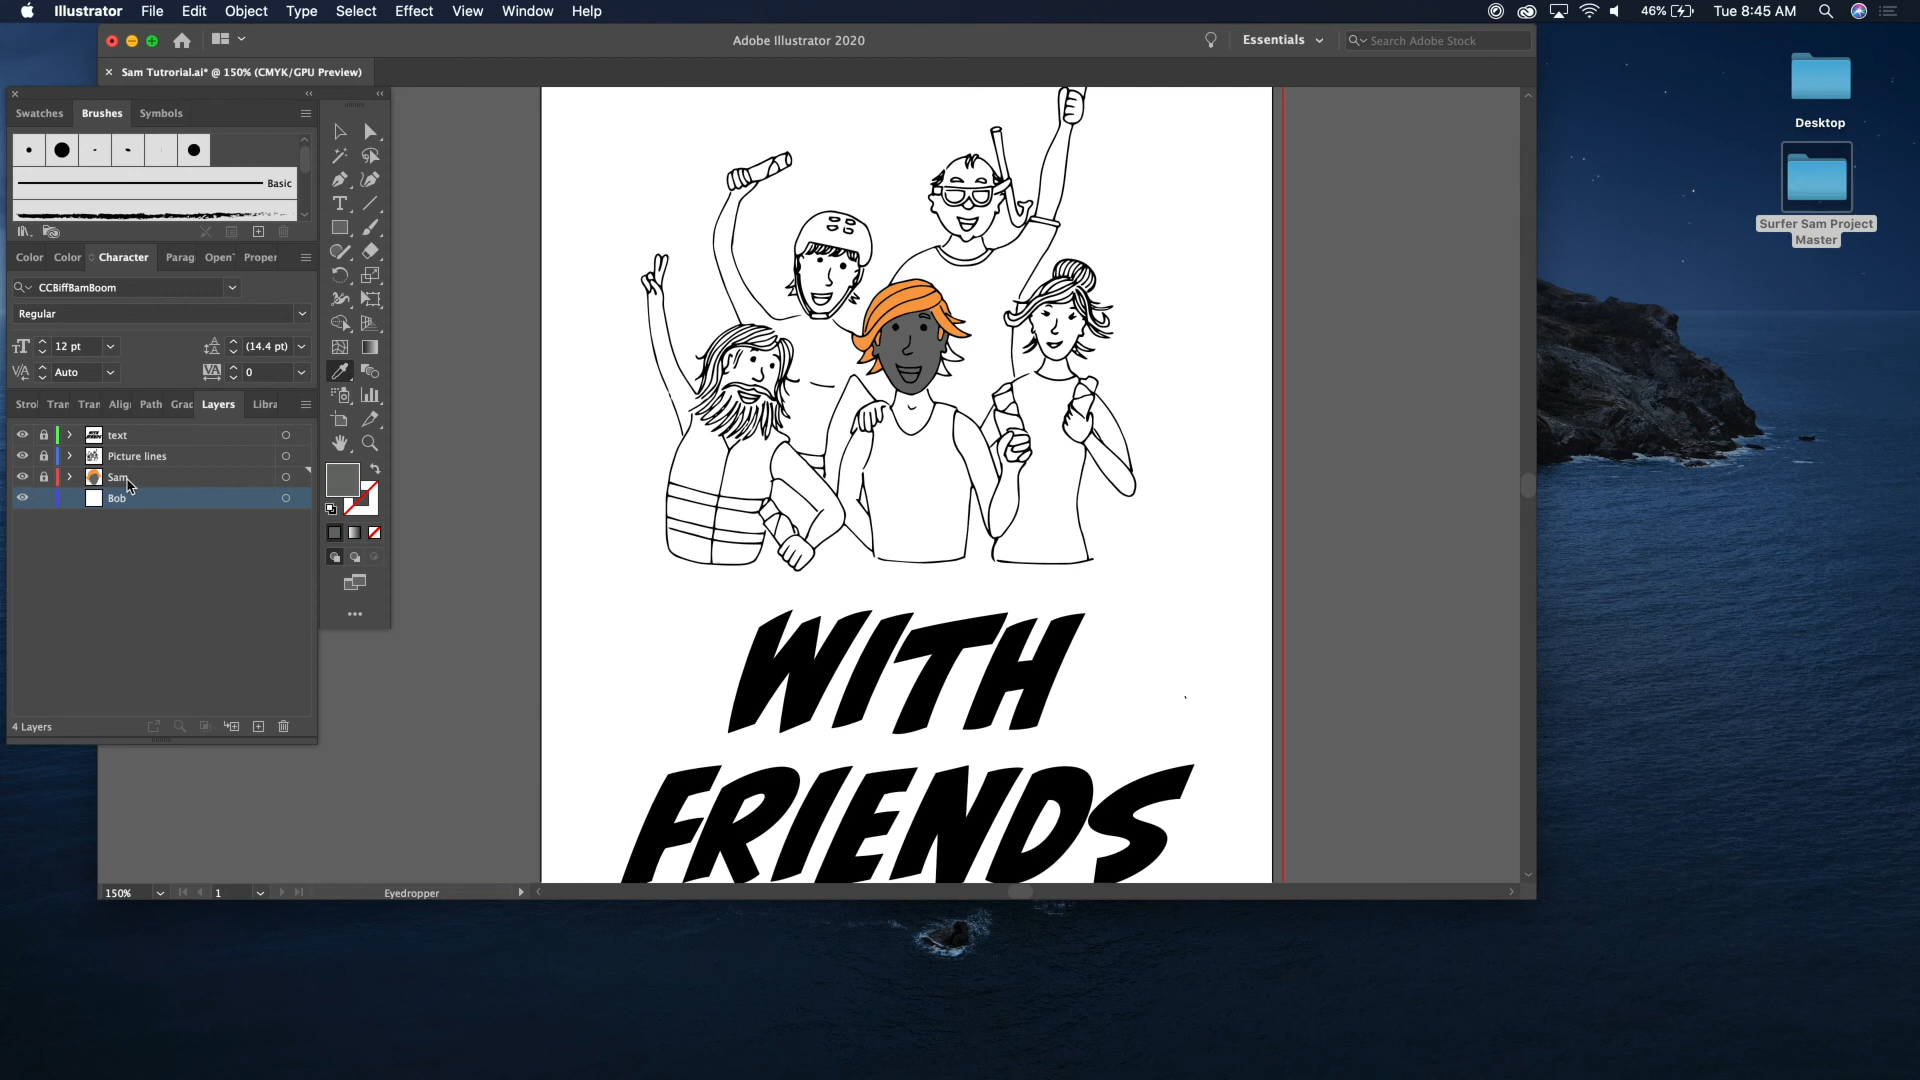 Illustrator File Edit Object Type Select Effect View Window Help
46% Tue 8:45 AM
Adobe Illustrator 2020
Essentials
Search Adobe Stock
Sam Tutrorial.ai* @ 150% (CMYK/GPU Preview)
Swatches Brushes Symbols
Basic
Color Color Character Parag Open Proper
CCBiffBamBoom
Regular
12 pt (14.4 pt)
Auto 0
Strol Tran Tran Alig Path Grad Layers Libra
text
Picture lines
Sam
Bob
4 Layers
WITH
FRIENDS
150% 1 Eyedropper
Desktop
Surfer Sam Project
Master